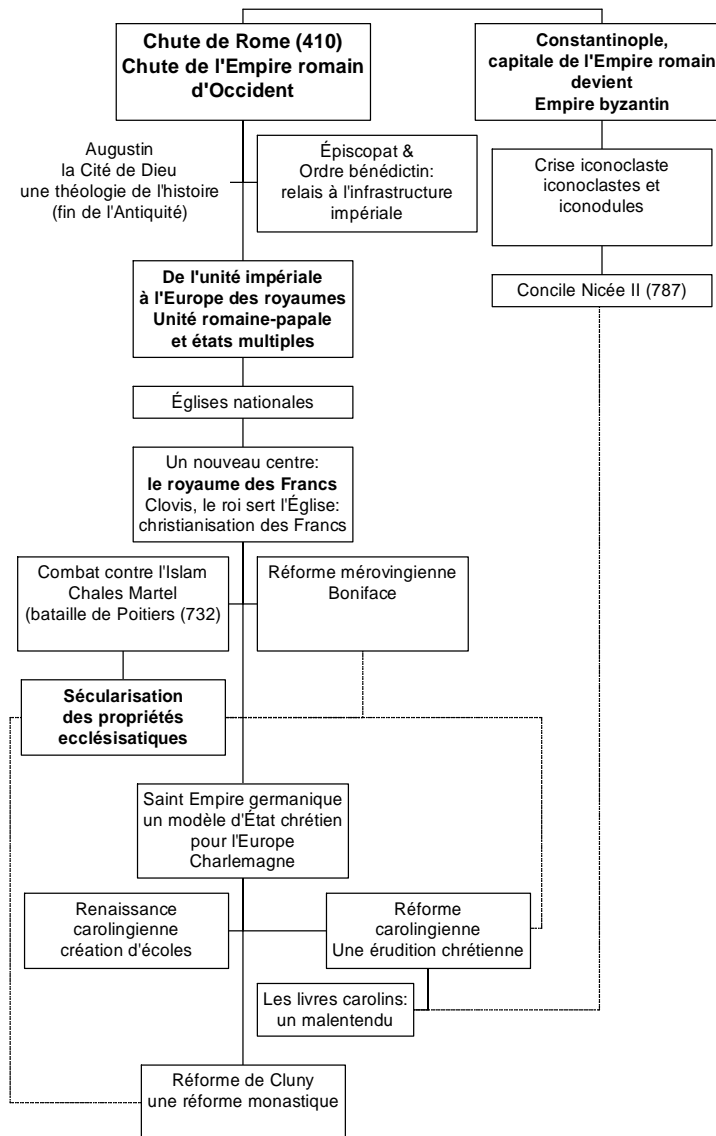 Chute de Rome (410)
Chute de l'Empire romain
d'Occident
Constantinople,
capitale de l'Empire romain
devient
Empire byzantin
Augustin
la Cité de Dieu
une théologie de l'histoire
(fin de l'Antiquité)
Épiscopat &
Ordre bénédictin:
relais à l'infrastructure
impériale
Crise iconoclaste
iconoclastes et
iconodules
De l'unité impériale
à l'Europe des royaumes
Unité romaine-papale
et états multiples
Concile Nicée II (787)
Églises nationales
Un nouveau centre:
le royaume des Francs
Clovis, le roi sert l'Église:
christianisation des Francs
Combat contre l'Islam
Chales Martel
(bataille de Poitiers (732)
Réforme mérovingienne
Boniface
Sécularisation
des propriétés
ecclésisatiques
Saint Empire germanique
un modèle d'État chrétien
pour l'Europe
Charlemagne
Renaissance
carolingienne
création d'écoles
Réforme
carolingienne
Une érudition chrétienne
Les livres carolins:
un malentendu
Réforme de Cluny
une réforme monastique